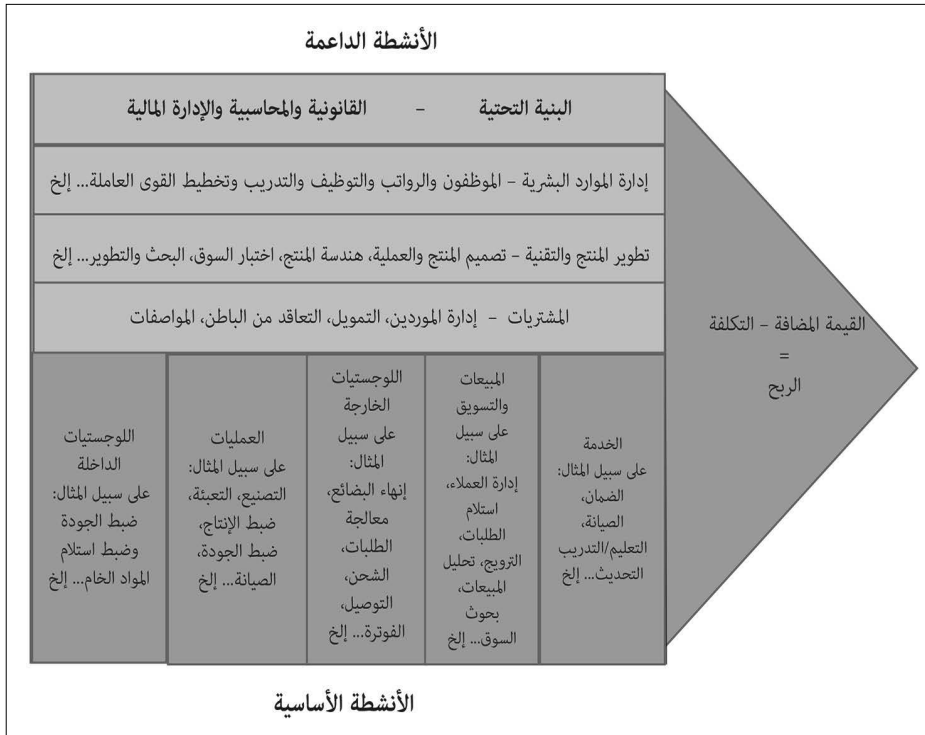 الأنشطة الداعمة
البنية التحتية – القانونية والمحاسبية والإدارة المالية
إدارة الموارد البشرية – الموظفون والرواتب والتوظيف والتدريب وتخطيط القوى العاملة... إلخ
تطوير المنتج والتقنية – تصميم المنتج والعملية، هندسة المنتج، اختبار السوق، البحث والتطوير... إلخ
المشتريات – إدارة الموردين، التمويل، التعاقد من الباطن، المواصفات
القيمة المضافة – التكلفة
=
الربح
الخدمة
على سبيل المثال:
الضمان،
الصيانة،
التعليم/التدريب
التحديث... إلخ
المبيعات
والتسويق
على سبيل
المثال:
إدارة العملاء،
استلام
الطلبات،
الترويج، تحليل
المبيعات،
بحوث
السوق... إلخ
اللوجستيات
الخارجة
على سبيل
المثال:
إنهاء البضائع،
معالجة
الطلبات،
الشحن،
التوصيل،
الفوترة... إلخ
العمليات
على سبيل المثال:
التصنيع، التعبئة،
ضبط الإنتاج،
ضبط الجودة،
الصيانة... إلخ
اللوجستيات
الداخلة
على سبيل المثال:
ضبط الجودة
وضبط استلام
المواد الخام... إلخ
الأنشطة الأساسية